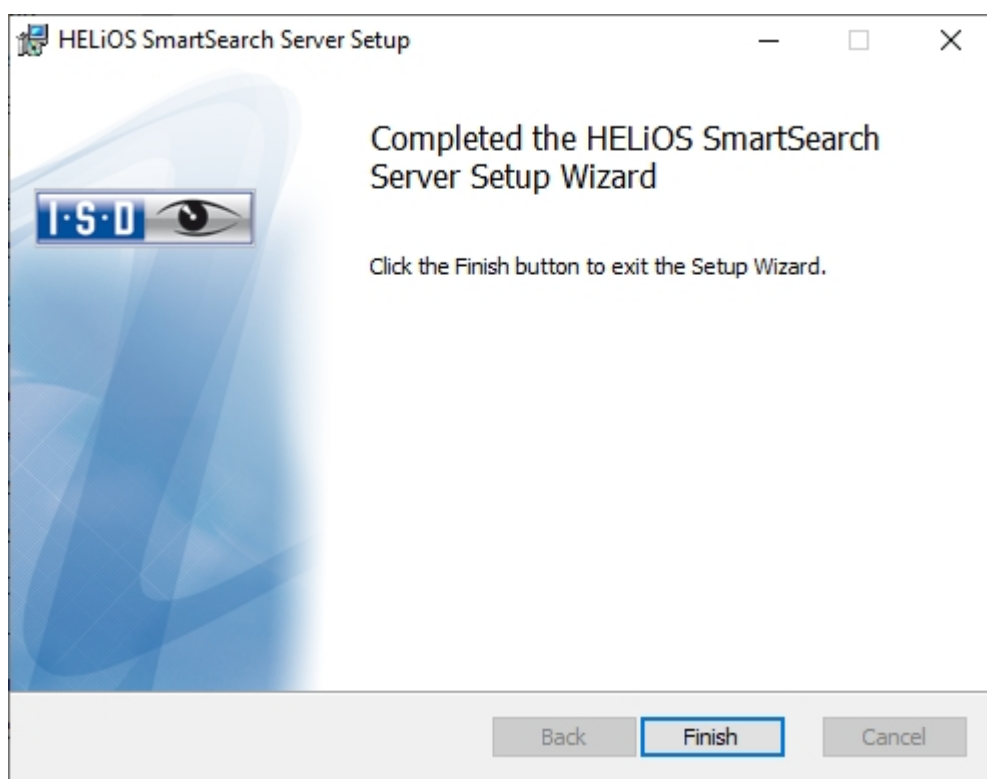 HELiOS SmartSearch Server Setup
Completed the HELiOS SmartSearch
Server Setup Wizard
I·S·D
Click the Finish button to exit the Setup Wizard.
Back Finish Cancel